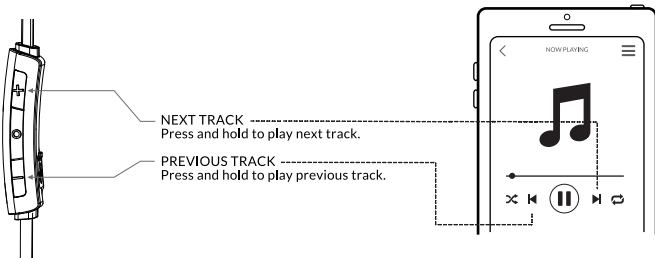 NOW PLAYING
NEXT TRACK
Press and hold to play next track.
PREVIOUS TRACK
Press and hold to play previous track.